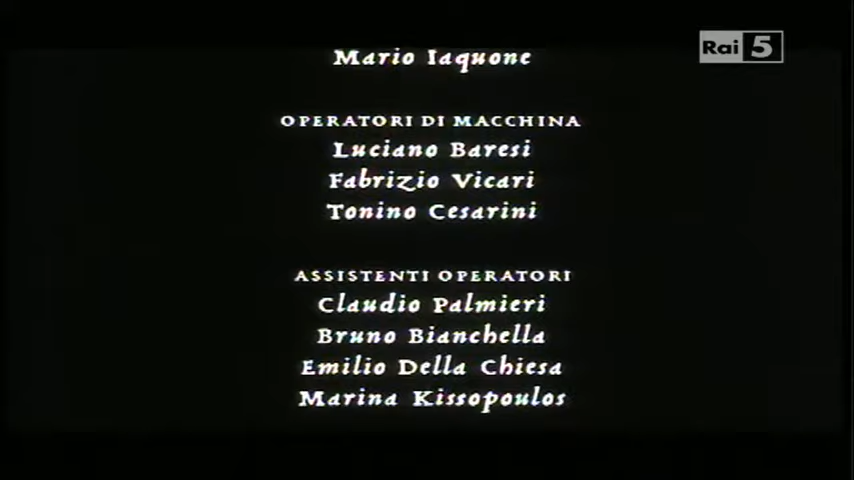 Rai 5
Mario Iaquone
OPERATORI DI MACCHINA
Luciano Baresi
Fabrizio Vicari
Tonino Cesarini
ASSISTENTI OPERATORI
Claudio Palmieri
Bruno Bianchella
Emilio Della Chiesa
Marina Kissopoulos